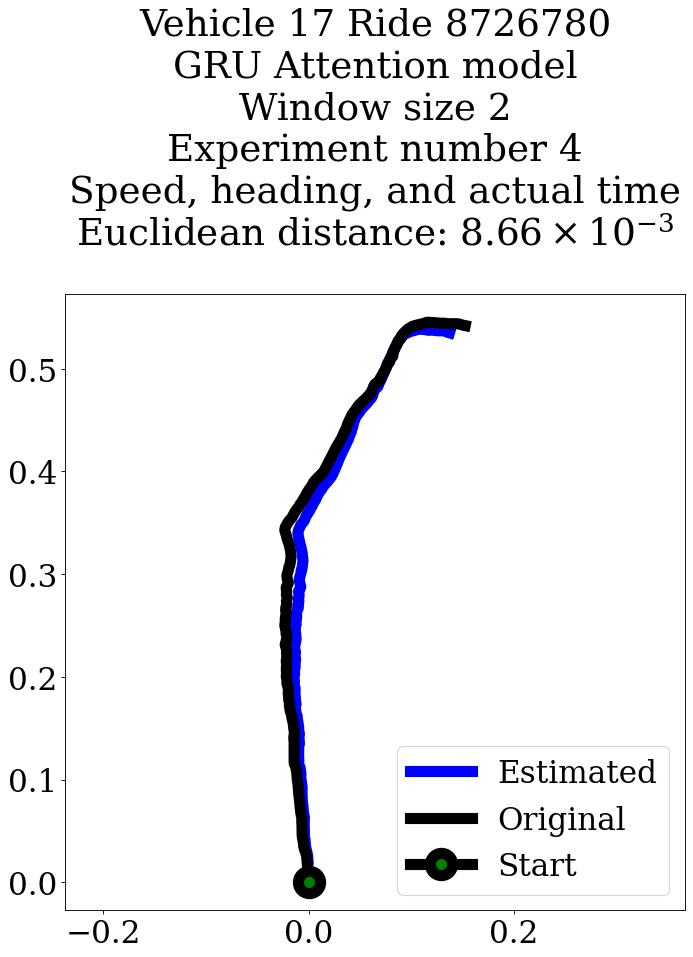 Vehicle 17 Ride 8726780
GRU Attention model
Window size 2
Experiment number 4
Speed, heading, and actual time
Euclidean distance: 8.66 × 10⁻³
0.5
0.4
0.3
0.2
0.1
0.0
Estimated
Original
Start
−0.2
0.0
0.2